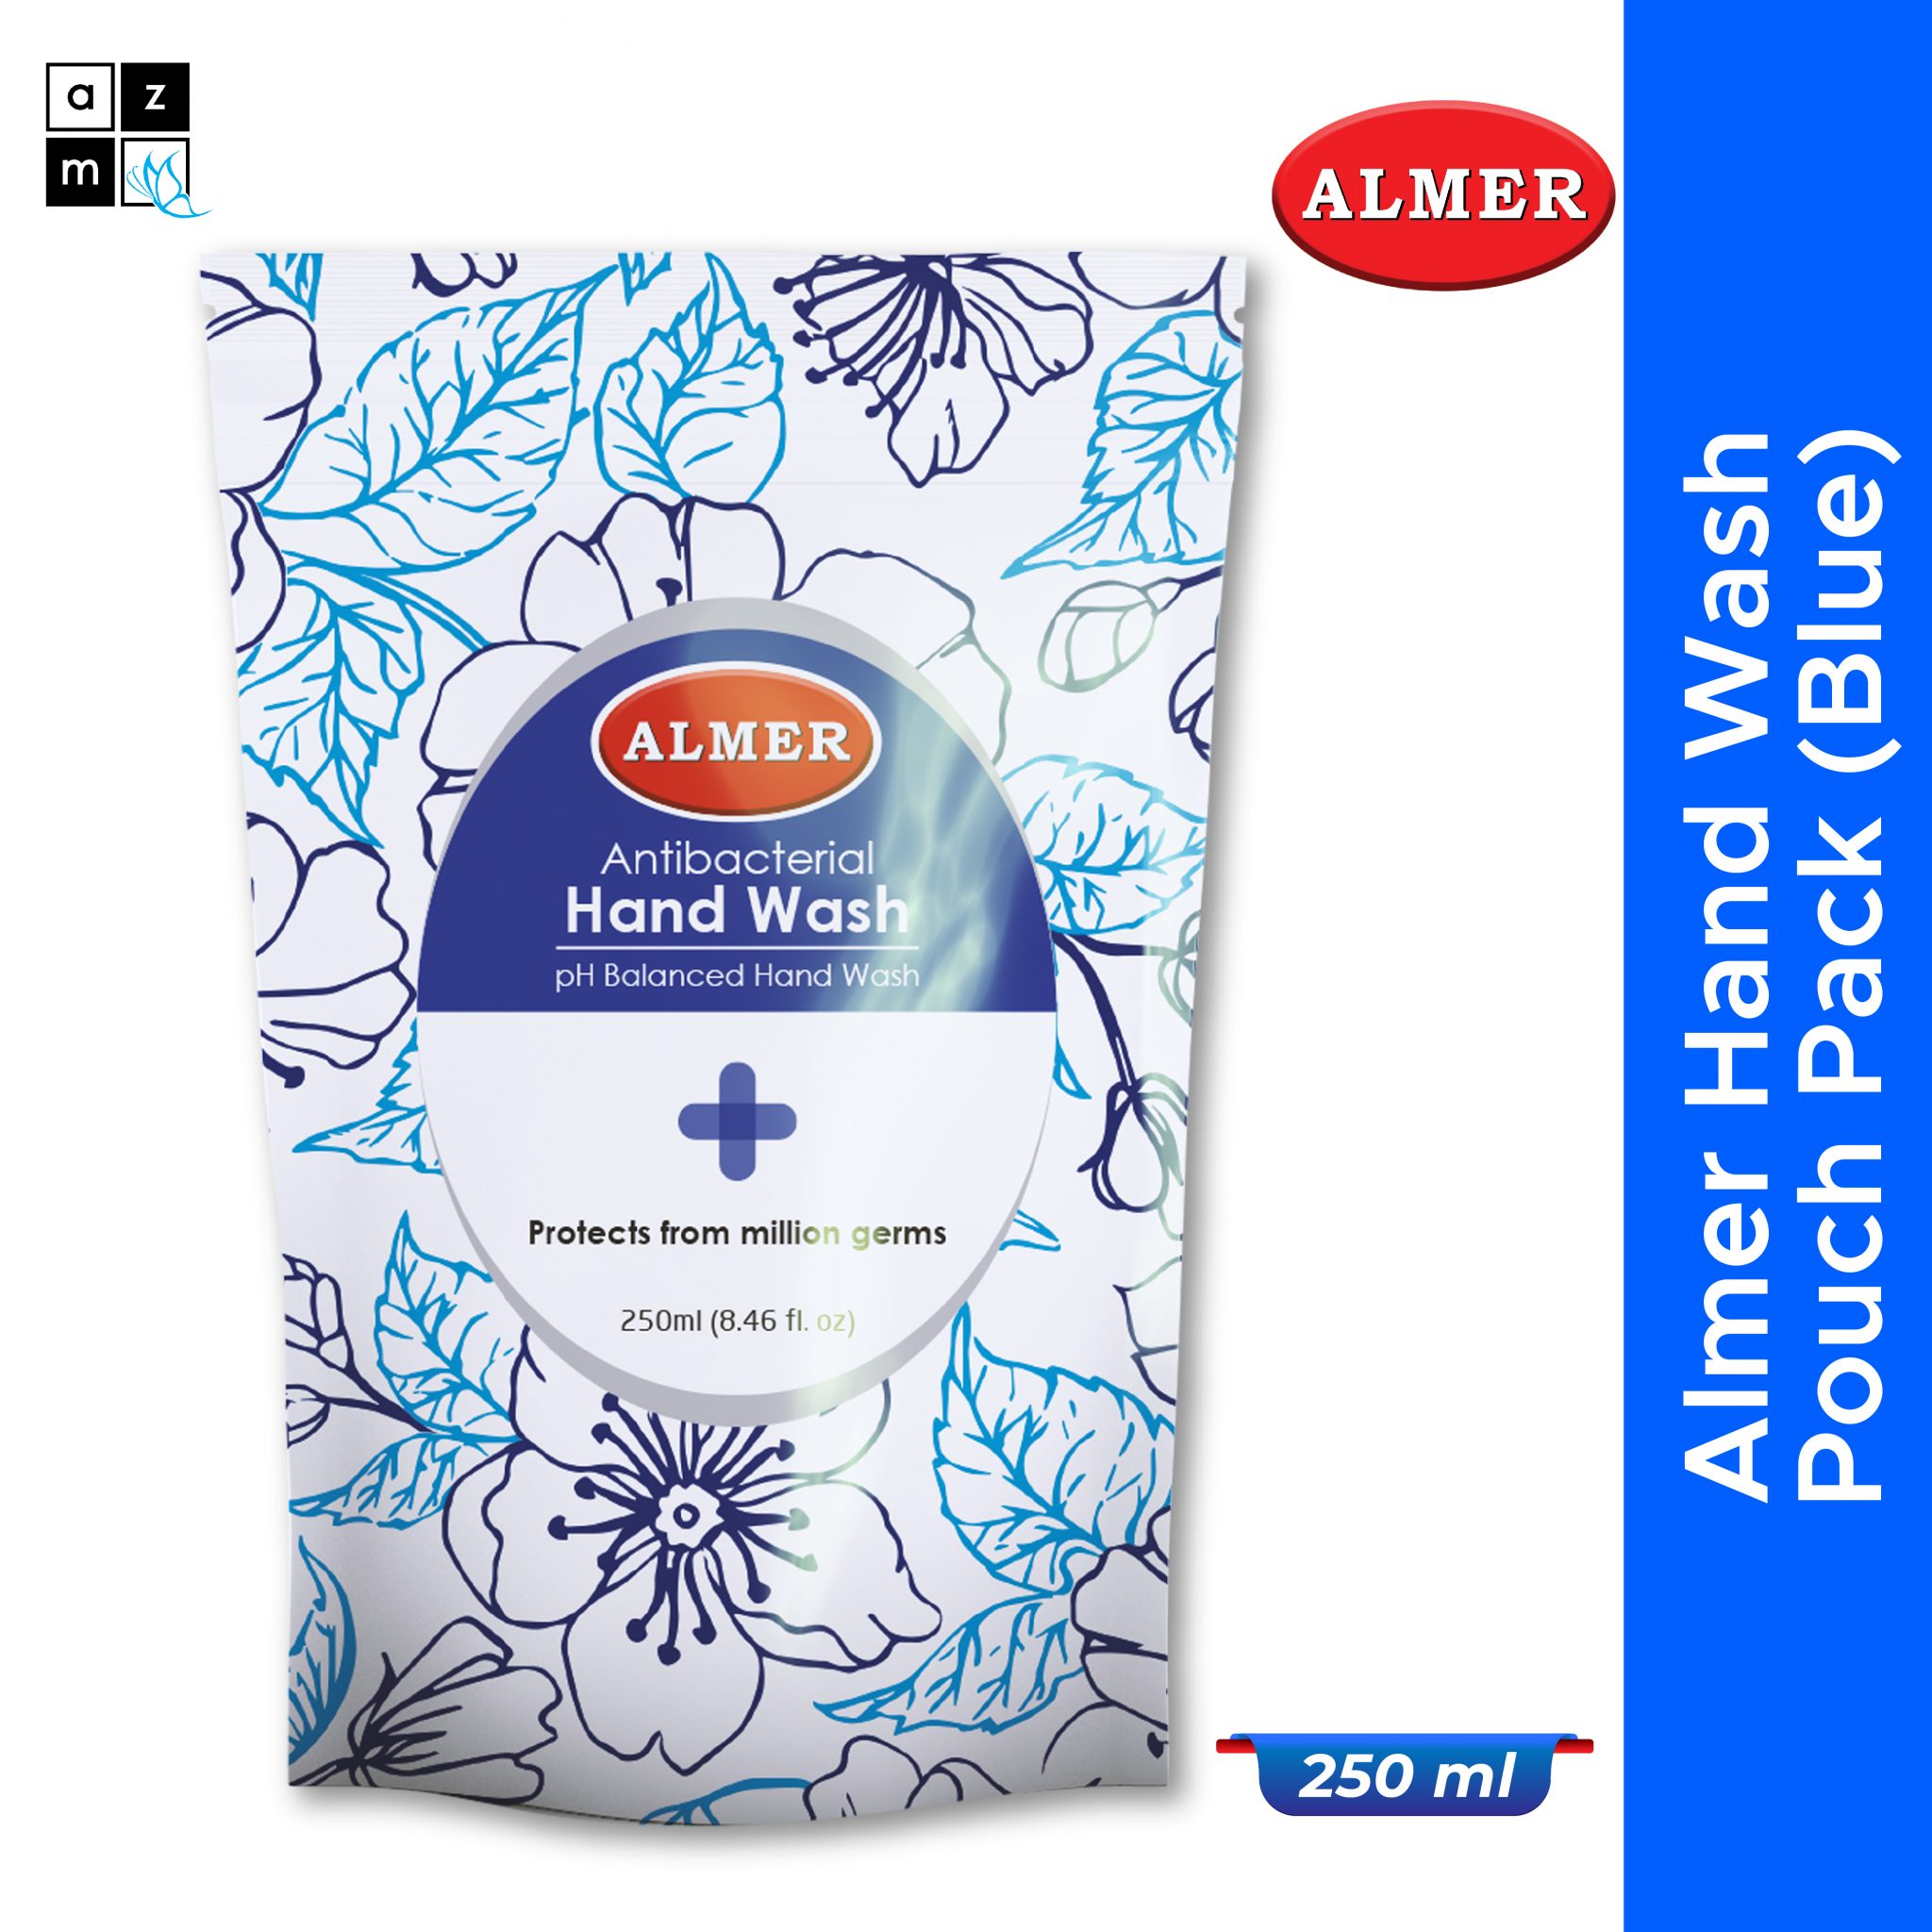 a z
m
ALMER
ALMER
Antibacterial
Hand Wash
pH Balanced Hand Wash
Protects from million germs
250ml (8.46 fl. oz)
250 ml
Almer Hand Wash
Pouch Pack (Blue)